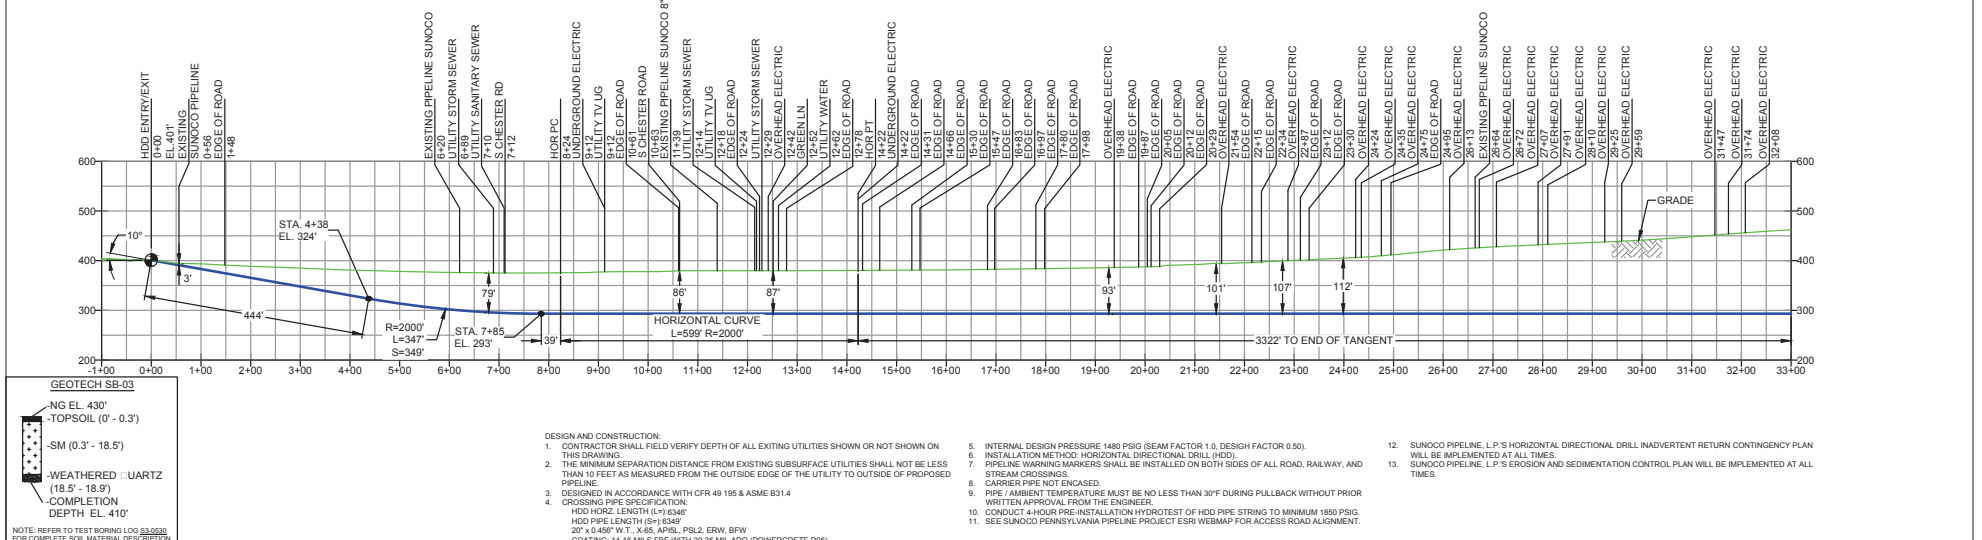 HDD ENTRY/EXIT
0+00
EL.401"
EXISTING
SUNOCO PIPELINE
0+56
EDGE OF ROAD
1+48
EXISTING PIPELINE SUNOCO
6+20
UTILITY STORM SEWER
6+89
UTILITY SANITARY SEWER
7+10
S CHESTER RD
7+12
HOR PC
8+24
UNDERGROUND ELECTRIC
9+12
UTILITY TV UG
9+12
EDGE OF ROAD
10+61
S CHESTER ROAD
10+63
EXISTING PIPELINE SUNOCO 8"
11+39
UTILITY STORM SEWER
12+14
UTILITY TV UG
12+18
EDGE OF ROAD
12+24
UTILITY STORM SEWER
12+29
OVERHEAD ELECTRIC
12+42
GREEN LN
12+52
UTILITY WATER
12+62
EDGE OF ROAD
12+78
HOR PT
14+22
UNDERGROUND ELECTRIC
14+22
EDGE OF ROAD
14+31
EDGE OF ROAD
14+66
EDGE OF ROAD
15+30
EDGE OF ROAD
15+47
EDGE OF ROAD
16+83
EDGE OF ROAD
16+97
EDGE OF ROAD
17+80
EDGE OF ROAD
17+98
OVERHEAD ELECTRIC
19+38
EDGE OF ROAD
19+87
EDGE OF ROAD
20+05
EDGE OF ROAD
20+12
EDGE OF ROAD
20+29
OVERHEAD ELECTRIC
21+54
EDGE OF ROAD
22+15
EDGE OF ROAD
22+34
OVERHEAD ELECTRIC
22+87
EDGE OF ROAD
23+12
EDGE OF ROAD
23+30
OVERHEAD ELECTRIC
24+24
OVERHEAD ELECTRIC
24+35
OVERHEAD ELECTRIC
24+75
EDGE OF ROAD
24+95
OVERHEAD ELECTRIC
26+13
EXISTING PIPELINE SUNOCO
26+64
OVERHEAD ELECTRIC
26+72
OVERHEAD ELECTRIC
27+07
OVERHEAD ELECTRIC
27+91
OVERHEAD ELECTRIC
28+10
OVERHEAD ELECTRIC
29+25
OVERHEAD ELECTRIC
29+59
OVERHEAD ELECTRIC
31+47
OVERHEAD ELECTRIC
31+74
OVERHEAD ELECTRIC
32+08
600
500
400
300
200
600
500
400
300
200
10°
3'
444'
STA. 4+38
EL. 324'
R=2000'
L=347'
S=349'
79'
STA. 7+85
EL. 293'
39'
86'
87'
HORIZONTAL CURVE
L=599' R=2000'
93'
101'
107'
112'
GRADE
3322' TO END OF TANGENT
-1+00 0+00 1+00 2+00 3+00 4+00 5+00 6+00 7+00 8+00 9+00 10+00 11+00 12+00 13+00 14+00 15+00 16+00 17+00 18+00 19+00 20+00 21+00 22+00 23+00 24+00 25+00 26+00 27+00 28+00 29+00 30+00 31+00 32+00 33+00
GEOTECH SB-03
-NG EL. 430'
-TOPSOIL (0' - 0.3')
-SM (0.3' - 18.5')
-WEATHERED □UARTZ
(18.5' - 18.9')
-COMPLETION
DEPTH EL. 410'
NOTE: REFER TO TEST BORING LOG S3-0530
FOR COMPLETE SOIL MATERIAL DESCRIPTION
DESIGN AND CONSTRUCTION:
1. CONTRACTOR SHALL FIELD VERIFY DEPTH OF ALL EXITING UTILITIES SHOWN OR NOT SHOWN ON
THIS DRAWING.
2. THE MINIMUM SEPARATION DISTANCE FROM EXISTING SUBSURFACE UTILITIES SHALL NOT BE LESS
THAN 10 FEET AS MEASURED FROM THE OUTSIDE EDGE OF THE UTILITY TO OUTSIDE OF PROPOSED
PIPELINE.
3. DESIGNED IN ACCORDANCE WITH CFR 49 195 & ASME B31.4
4. CROSSING PIPE SPECIFICATION:
HDD HORZ. LENGTH (L=):6346'
HDD PIPE LENGTH (S=):6349'
20" x 0.456" W.T., X-65, API5L, PSL2, ERW, BFW
COATING: 14-16 MILS FBE WITH 30-35 MIL ARO (POWERCRETE R95)
5. INTERNAL DESIGN PRESSURE 1480 PSIG (SEAM FACTOR 1.0, DESIGH FACTOR 0.50).
6. INSTALLATION METHOD: HORIZONTAL DIRECTIONAL DRILL (HDD).
7. PIPELINE WARNING MARKERS SHALL BE INSTALLED ON BOTH SIDES OF ALL ROAD, RAILWAY, AND
STREAM CROSSINGS.
8. CARRIER PIPE NOT ENCASED.
9. PIPE / AMBIENT TEMPERATURE MUST BE NO LESS THAN 30°F DURING PULLBACK WITHOUT PRIOR
WRITTEN APPROVAL FROM THE ENGINEER.
10. CONDUCT 4-HOUR PRE-INSTALLATION HYDROTEST OF HDD PIPE STRING TO MINIMUM 1850 PSIG.
11. SEE SUNOCO PENNSYLVANIA PIPELINE PROJECT ESRI WEBMAP FOR ACCESS ROAD ALIGNMENT.
12. SUNOCO PIPELINE, L.P.'S HORIZONTAL DIRECTIONAL DRILL INADVERTENT RETURN CONTINGENCY PLAN
WILL BE IMPLEMENTED AT ALL TIMES.
13. SUNOCO PIPELINE, L.P.'S EROSION AND SEDIMENTATION CONTROL PLAN WILL BE IMPLEMENTED AT ALL
TIMES.